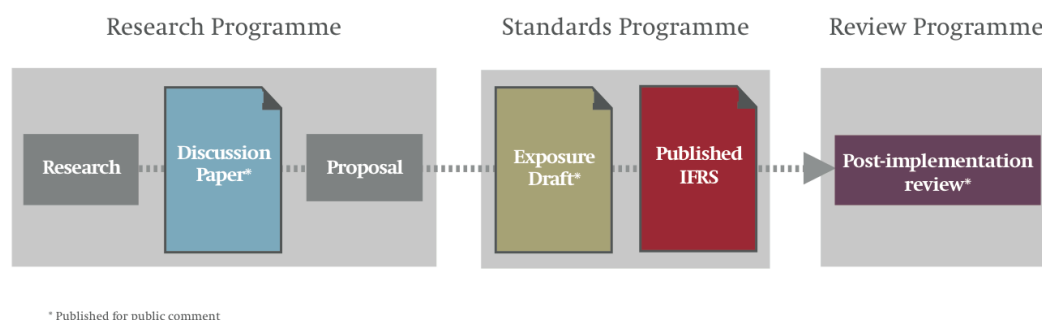 Research Programme
Standards Programme
Review Programme
Research
Discussion
Paper*
Proposal
Exposure
Draft*
Published
IFRS
Post-implementation
review*
* Published for public comment